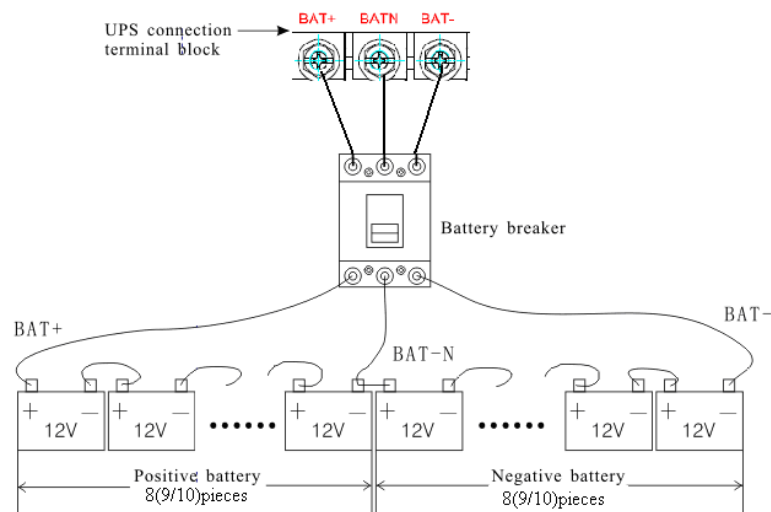 BAT+ BATN BAT-
UPS connection
terminal block
Battery breaker
BAT+
BAT-
BAT-N
+ - + - + - + - + - + -
12V 12V 12V 12V 12V 12V
Positive battery
8(9/10)pieces
Negative battery
8(9/10)pieces